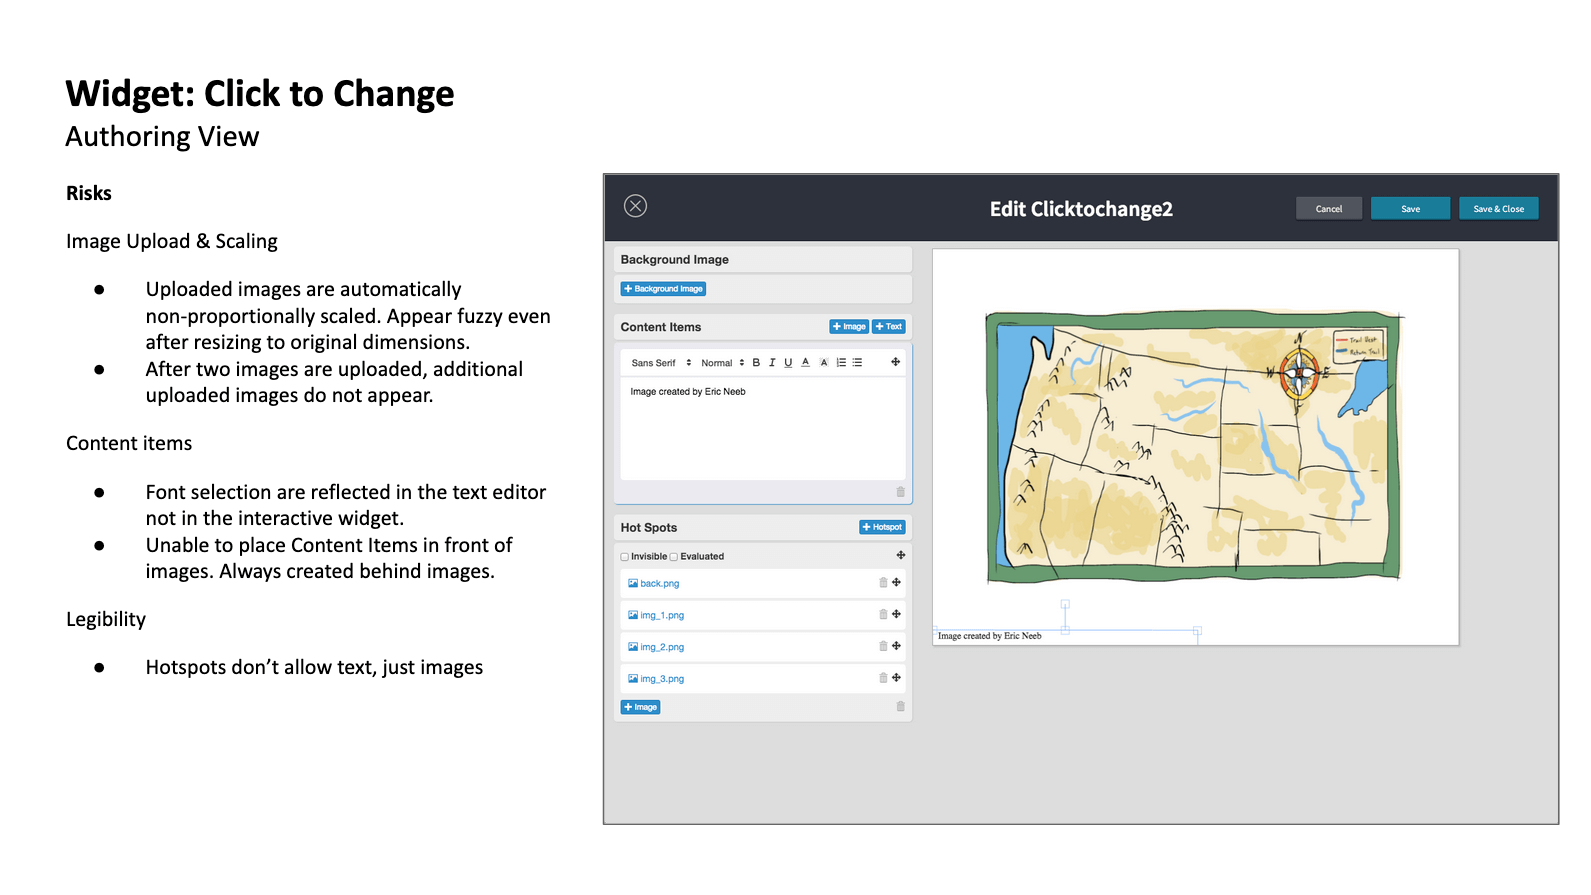 Widget: Click to Change
Authoring View
Risks
Image Upload & Scaling
● Uploaded images are automatically
non-proportionally scaled. Appear fuzzy even
after resizing to original dimensions.
● After two images are uploaded, additional
uploaded images do not appear.
Content items
● Font selection are reflected in the text editor
not in the interactive widget.
● Unable to place Content Items in front of
images. Always created behind images.
Legibility
● Hotspots don’t allow text, just images
Edit Clicktochange2
Cancel
Save
Save & Close
Background Image
+ Background Image
Content Items
+ Image
+ Text
Sans Serif
Normal
B I U A A
Image created by Eric Neeb
Hot Spots
+ Hotspot
Invisible Evaluated
back.png
img_1.png
img_2.png
img_3.png
+ Image
N
W E
Trail West
Return Trail
Image created by Eric Neeb